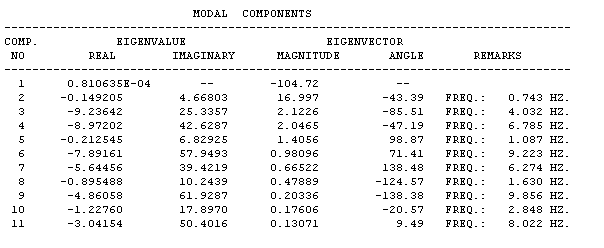 MODAL COMPONENTS
COMP. EIGENVALUE EIGENVECTOR
NO REAL IMAGINARY MAGNITUDE ANGLE REMARKS
1 0.810635E-04 -- -104.72 --
2 -0.149205 4.66803 16.997 -43.39 FREQ.: 0.743 HZ.
3 -9.23642 25.3357 2.1226 -85.51 FREQ.: 4.032 HZ.
4 -8.97202 42.6287 2.0465 -47.19 FREQ.: 6.785 HZ.
5 -0.212545 6.82925 1.4056 98.87 FREQ.: 1.087 HZ.
6 -7.89161 57.9493 0.98096 71.41 FREQ.: 9.223 HZ.
7 -5.64456 39.4219 0.66522 138.48 FREQ.: 6.274 HZ.
8 -0.895488 10.2439 0.47889 -124.57 FREQ.: 1.630 HZ.
9 -4.86058 61.9287 0.20336 -138.38 FREQ.: 9.856 HZ.
10 -1.22760 17.8970 0.17606 -20.57 FREQ.: 2.848 HZ.
11 -3.04154 50.4016 0.13071 9.49 FREQ.: 8.022 HZ.